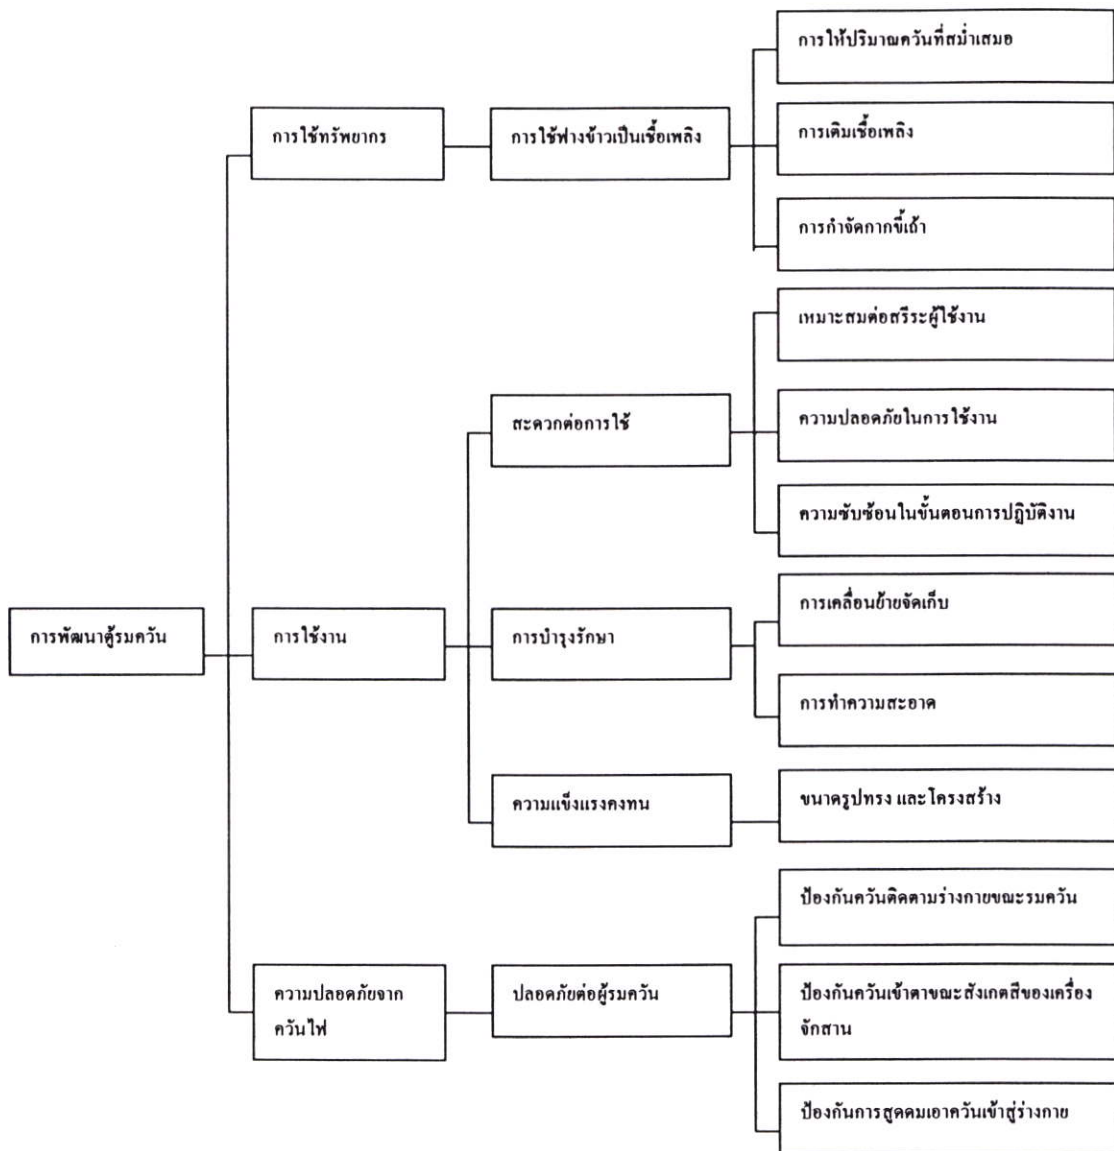 การให้ปริมาณควันที่สม่ำเสมอ
การใช้ทรัพยากร
การใช้ฟางข้าวเป็นเชื้อเพลิง
การเติมเชื้อเพลิง
การกำจัดกากขี้เถ้า
เหมาะสมต่อสรีระผู้ใช้งาน
สะดวกต่อการใช้
ความปลอดภัยในการใช้งาน
ความซับซ้อนในขั้นตอนการปฏิบัติงาน
การพัฒนาตู้รมควัน
การใช้งาน
การบำรุงรักษา
การเคลื่อนย้ายจัดเก็บ
การทำความสะอาด
ความแข็งแรงคงทน
ขนาดรูปทรง และโครงสร้าง
ป้องกันควันติดตามร่างกายขณะรมควัน
ความปลอดภัยจาก
ควันไฟ
ปลอดภัยต่อผู้รมควัน
ป้องกันควันเข้าตาขณะสังเกตสีของเครื่อง
จักสาน
ป้องกันการสูดดมเอาควันเข้าสู่ร่างกาย